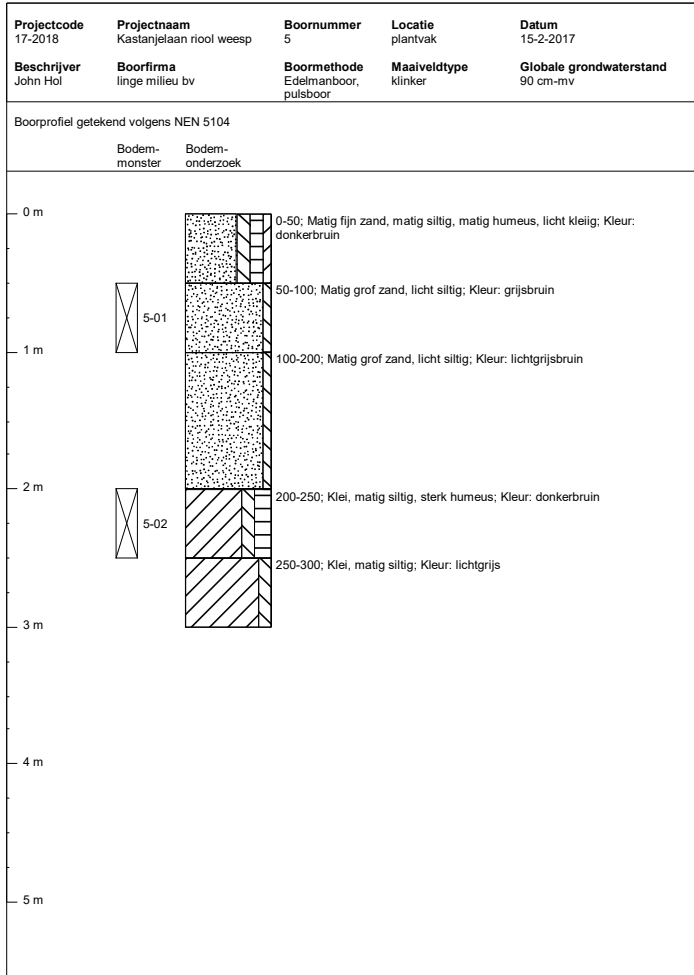 Projectcode Projectnaam Boornummer Locatie Datum
17-2018 Kastanjelaan riool weesp 5 plantvak 15-2-2017
Beschrijver Boorfirma Boormethode Maaiveldtype Globale grondwaterstand
John Hol linge milieu bv Edelmanboor, klinker 90 cm-mv
pulsboor
Boorprofiel getekend volgens NEN 5104
Bodem- Bodem-
monster onderzoek
0 m 0-50; Matig fijn zand, matig siltig, matig humeus, licht kleiig; Kleur:
donkerbruin
50-100; Matig grof zand, licht siltig; Kleur: grijsbruin
5-01
1 m 100-200; Matig grof zand, licht siltig; Kleur: lichtgrijsbruin
2 m 200-250; Klei, matig siltig, sterk humeus; Kleur: donkerbruin
5-02
250-300; Klei, matig siltig; Kleur: lichtgrijs
3 m
4 m
5 m